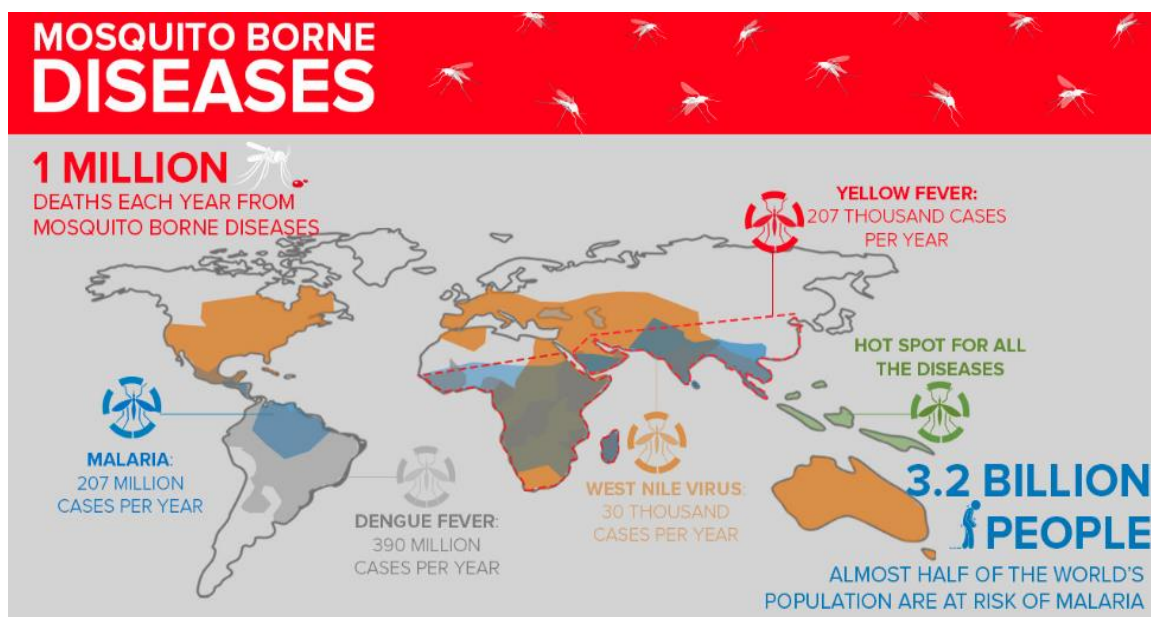 MOSQUITO BORNE
DISEASES
1 MILLION
DEATHS EACH YEAR FROM
MOSQUITO BORNE DISEASES
YELLOW FEVER:
207 THOUSAND CASES
PER YEAR
HOT SPOT FOR ALL
THE DISEASES
MALARIA:
207 MILLION
CASES PER YEAR
DENGUE FEVER:
390 MILLION
CASES PER YEAR
WEST NILE VIRUS:
30 THOUSAND
CASES PER YEAR
3.2 BILLION
PEOPLE
ALMOST HALF OF THE WORLD'S
POPULATION ARE AT RISK OF MALARIA